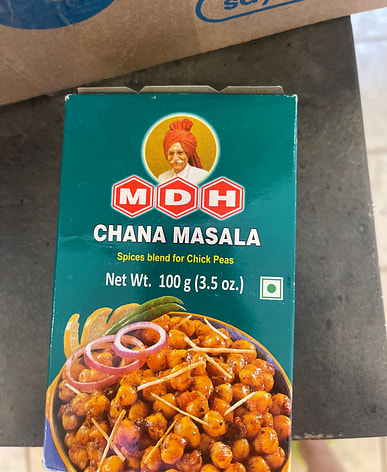 MDH
CHANA MASALA
Spices blend for Chick Peas
Net Wt. 100 g (3.5 oz.)